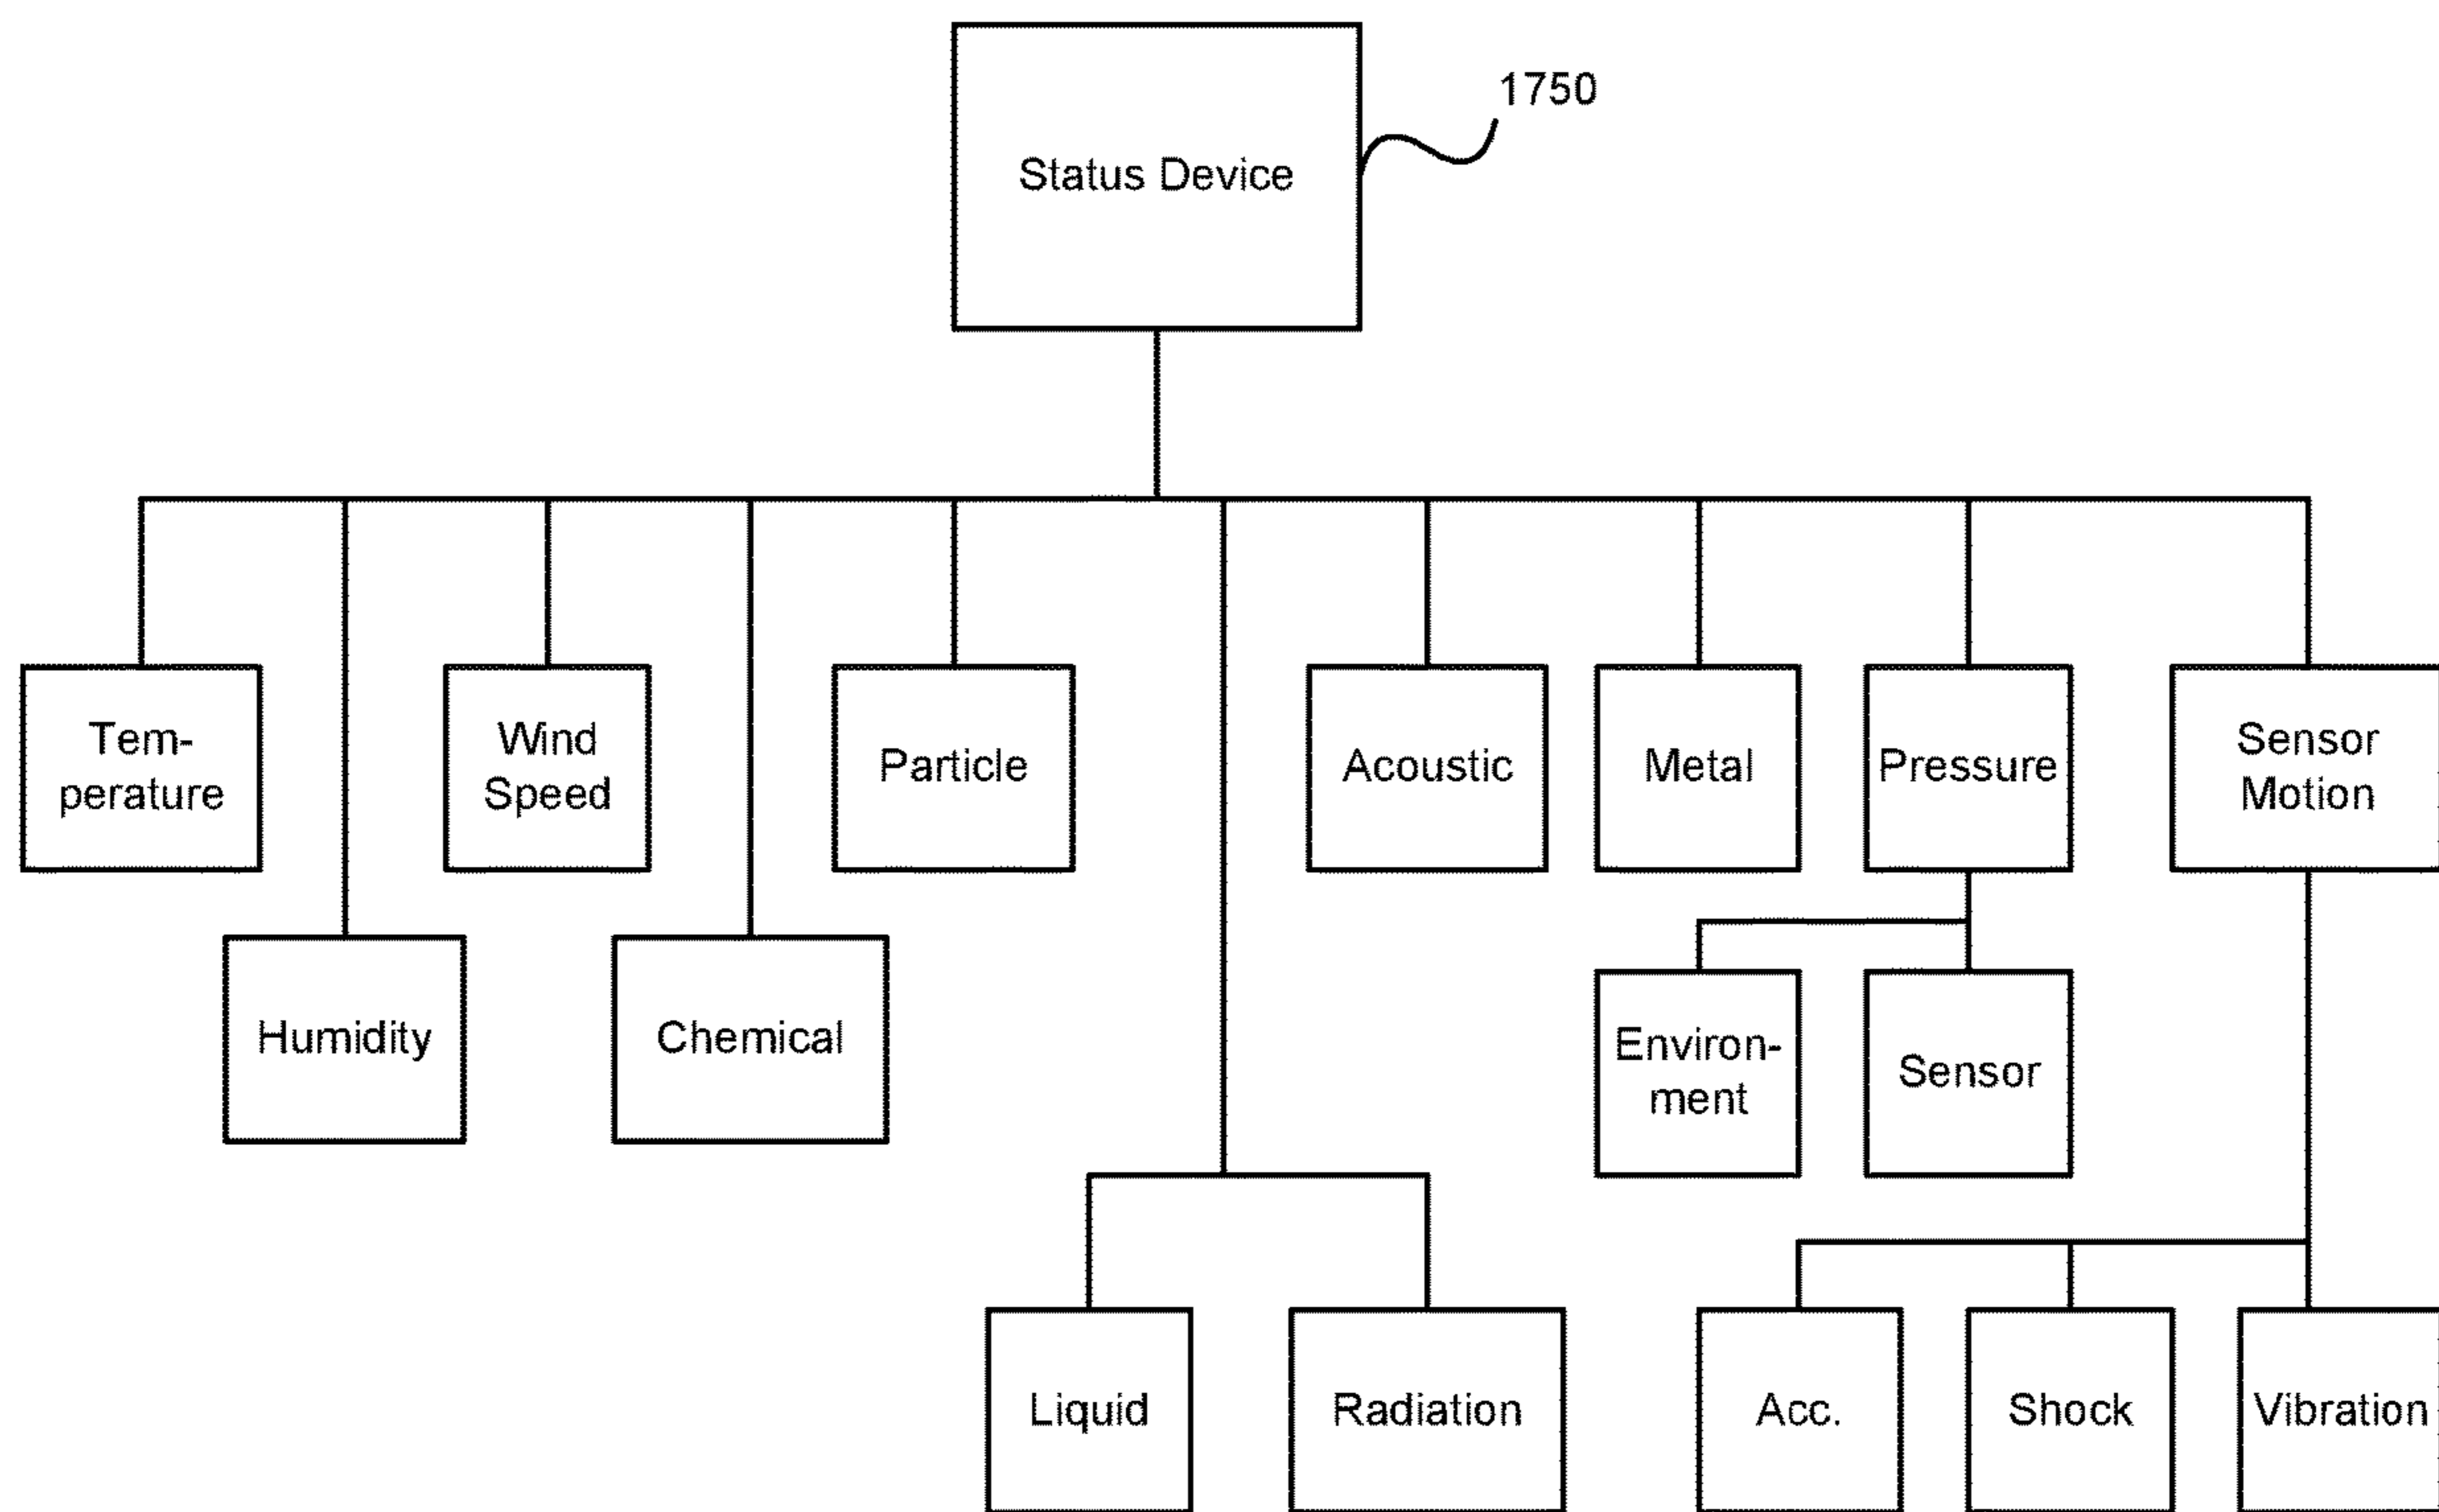 1750
Status Device
Tem-
perature
Wind
Speed
Particle
Acoustic
Metal
Pressure
Sensor
Motion
Humidity
Chemical
Environ-
ment
Sensor
Liquid
Radiation
Acc.
Shock
Vibration